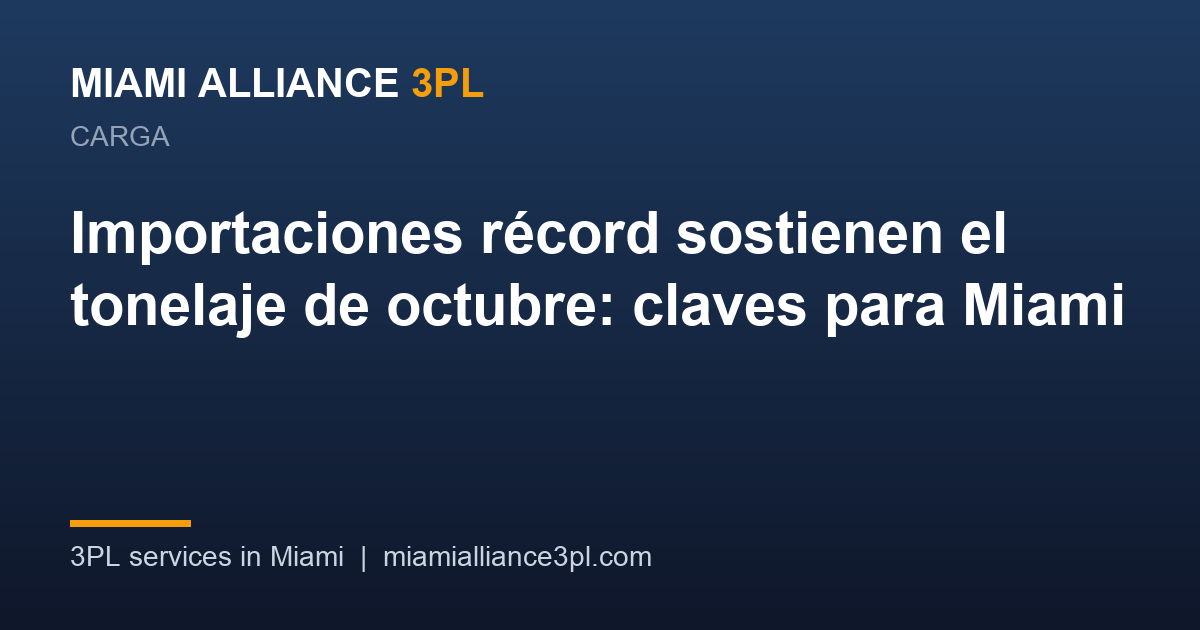 MIAMI ALLIANCE 3PL
CARGA
Importaciones récord sostienen el
tonelaje de octubre: claves para Miami
3PL services in Miami | miamialliance3pl.com